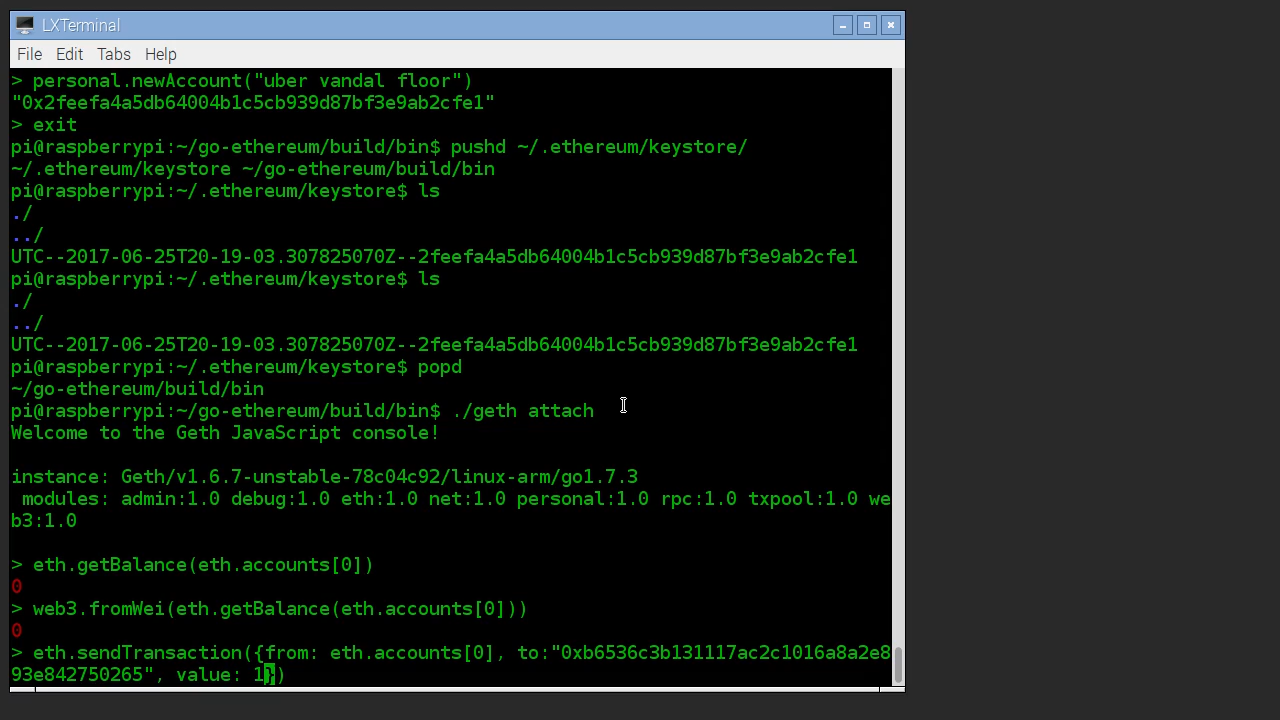 LXTerminal
File Edit Tabs Help
> personal.newAccount("uber vandal floor")
"0x2feefa4a5db64004b1c5cb939d87bf3e9ab2cfe1"
> exit
pi@raspberrypi:~/go-ethereum/build/bin$ pushd ~/.ethereum/keystore/
~/.ethereum/keystore ~/go-ethereum/build/bin
pi@raspberrypi:~/.ethereum/keystore$ ls
./
../
UTC--2017-06-25T20-19-03.307825070Z--2feefa4a5db64004b1c5cb939d87bf3e9ab2cfe1
pi@raspberrypi:~/.ethereum/keystore$ ls
./
../
UTC--2017-06-25T20-19-03.307825070Z--2feefa4a5db64004b1c5cb939d87bf3e9ab2cfe1
pi@raspberrypi:~/.ethereum/keystore$ popd
~/go-ethereum/build/bin
pi@raspberrypi:~/go-ethereum/build/bin$ ./geth attach
Welcome to the Geth JavaScript console!
instance: Geth/v1.6.7-unstable-78c04c92/linux-arm/go1.7.3
modules: admin:1.0 debug:1.0 eth:1.0 net:1.0 personal:1.0 rpc:1.0 txpool:1.0 we
b3:1.0
> eth.getBalance(eth.accounts[0])
0
> web3.fromWei(eth.getBalance(eth.accounts[0]))
0
> eth.sendTransaction({from: eth.accounts[0], to:"0xb6536c3b131117ac2c1016a8a2e8
93e842750265", value: 1})